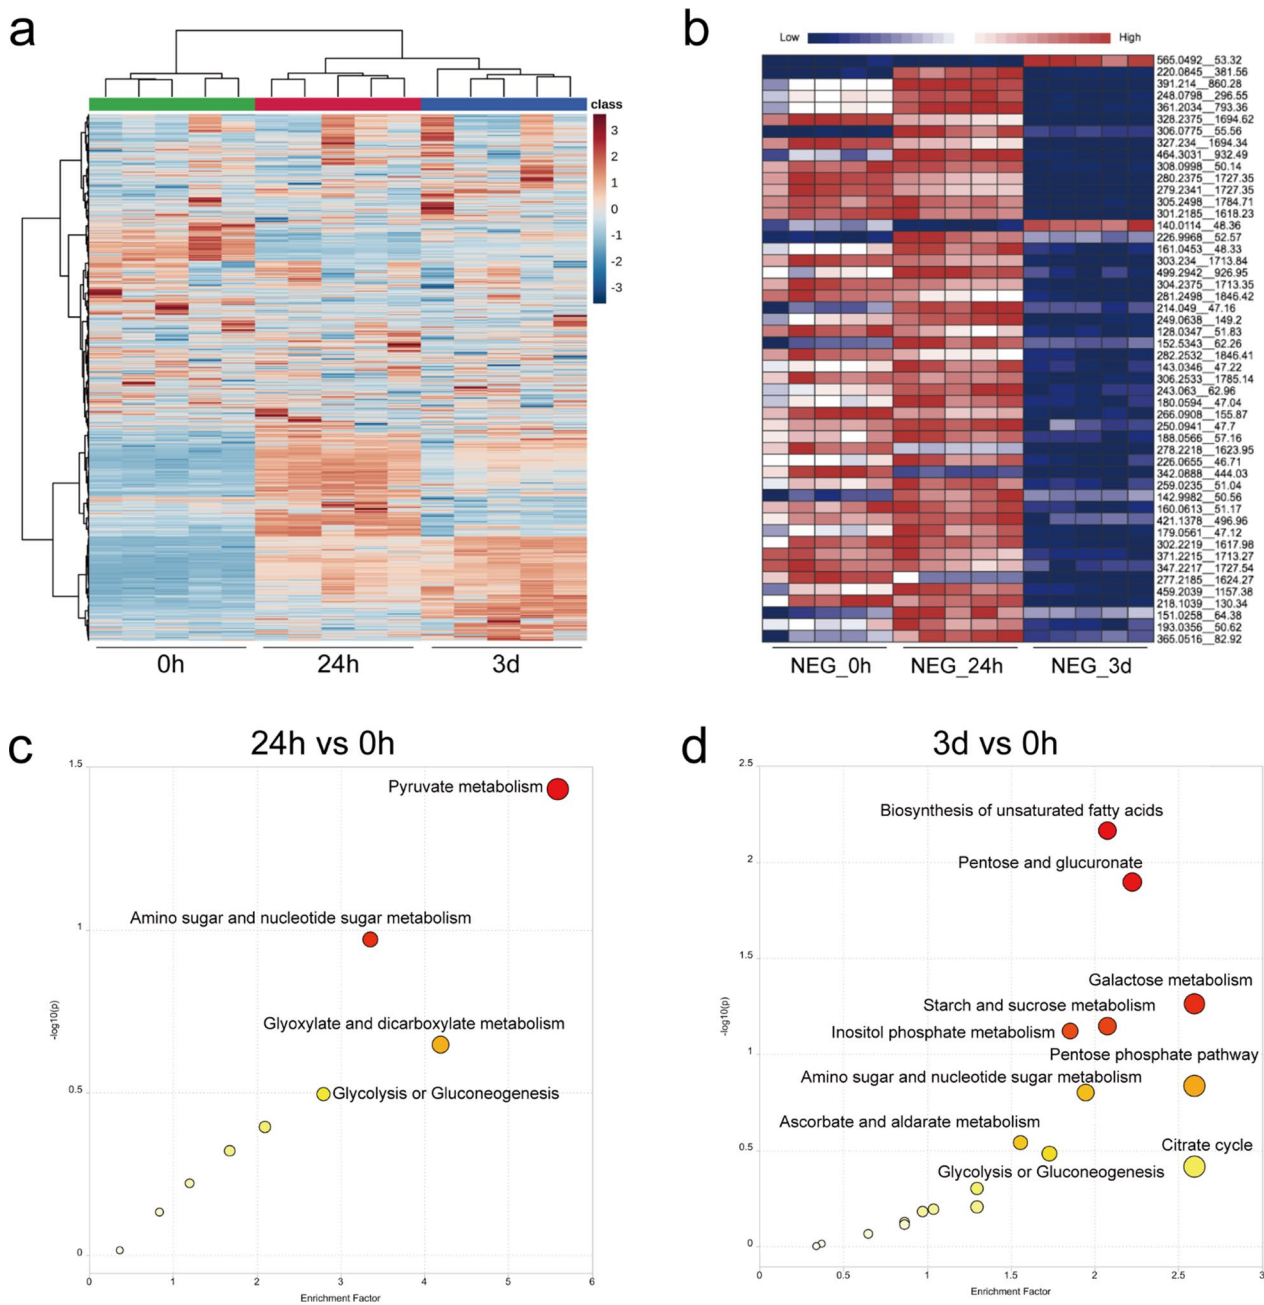 a
class
3
2
1
0
-1
-2
-3
0h
24h
3d
b
Low
High
565.0492__53.32
220.0845__381.56
391.214__860.28
248.0798__296.55
361.2034__793.36
328.2375__1694.62
306.0775__55.56
327.234__1694.34
464.3031__932.49
308.0998__50.14
280.2375__1727.35
279.2341__1727.35
305.2498__1784.71
301.2185__1618.23
140.0114__48.36
226.9968__52.57
161.0453__48.33
303.234__1713.84
499.2942__926.95
304.2375__1713.35
281.2498__1846.42
214.049__47.16
249.0638__149.2
128.0347__51.83
152.5343__62.26
282.2532__1846.41
143.0346__47.22
306.2533__1785.14
243.063__62.96
180.0594__47.04
266.0908__155.87
250.0941__47.7
188.0566__57.16
278.2218__1623.95
226.0655__46.71
342.0888__444.03
259.0235__51.04
142.9982__50.56
160.0613__51.17
421.1378__496.96
179.0561__47.12
302.2219__1617.98
371.2215__1713.27
347.2217__1727.54
277.2185__1624.27
459.2039__1157.38
218.1039__130.34
151.0258__64.38
193.0356__50.62
365.0516__82.92
NEG_0h
NEG_24h
NEG_3d
c
24h vs 0h
1.5
1
0.5
0
-log10(p)
Pyruvate metabolism
Amino sugar and nucleotide sugar metabolism
Glyoxylate and dicarboxylate metabolism
Glycolysis or Gluconeogenesis
0
1
2
3
4
5
6
Enrichment Factor
d
3d vs 0h
2.5
2
1.5
1
0.5
0
-log10(p)
Biosynthesis of unsaturated fatty acids
Pentose and glucuronate
Galactose metabolism
Starch and sucrose metabolism
Inositol phosphate metabolism
Pentose phosphate pathway
Amino sugar and nucleotide sugar metabolism
Ascorbate and aldarate metabolism
Citrate cycle
Glycolysis or Gluconeogenesis
0
0.5
1
1.5
2
2.5
3
Enrichment Factor